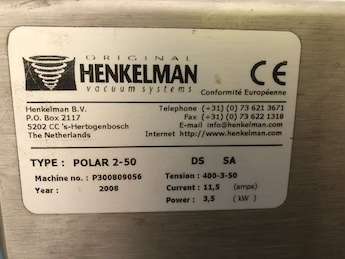 ORIGINAL
HENKELMAN
vacuum systems
CE
Conformité Européenne
Henkelman B.V.
P.O. Box 2117
5202 CC 's-Hertogenbosch
The Netherlands
Telephone (+31) (0) 73 621 3671
Fax (+31) (0) 73 622 1318
E-mail info@henkelman.com
Internet http://www.henkelman.com
TYPE: POLAR 2-50 DS SA
Machine no.: P300809056 Tension: 400-3-50
Year: 2008 Current: 11,5 (amps)
Power: 3,5 (kW)